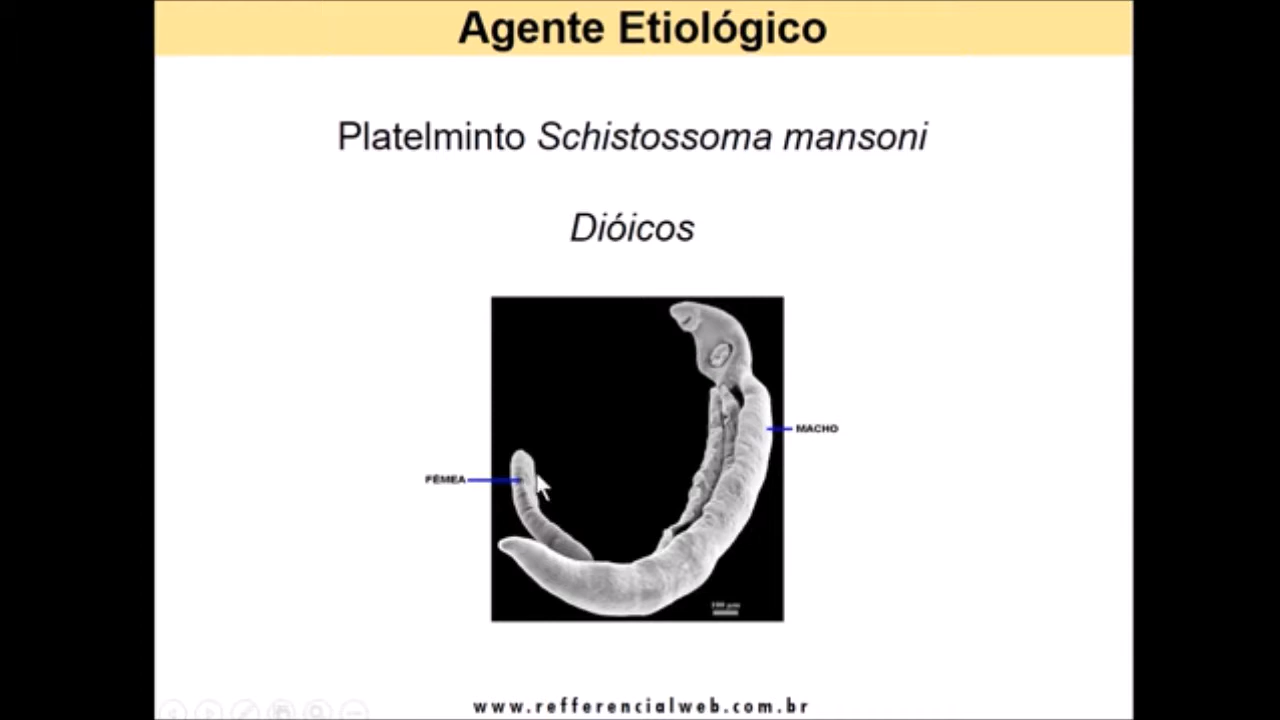 Agente Etiológico
Platelminto Schistossoma mansoni
Dióicos
MACHO
FÊMEA
www.refferencialweb.com.br